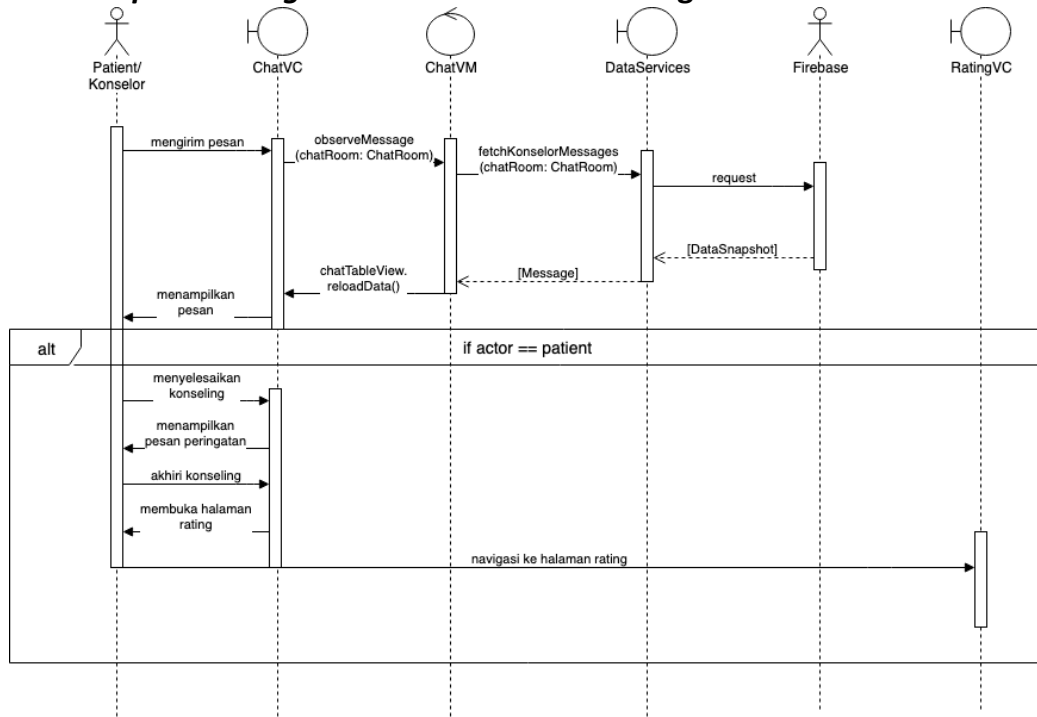 Patient/
Konselor
ChatVC
ChatVM
DataServices
Firebase
RatingVC
mengirim pesan
observeMessage
(chatRoom: ChatRoom)
fetchKonselorMessages
(chatRoom: ChatRoom)
request
[DataSnapshot]
[Message]
chatTableView.
reloadData()
menampilkan
pesan
alt
if actor == patient
menyelesaikan
konseling
menampilkan
pesan peringatan
akhiri konseling
membuka halaman
rating
navigasi ke halaman rating